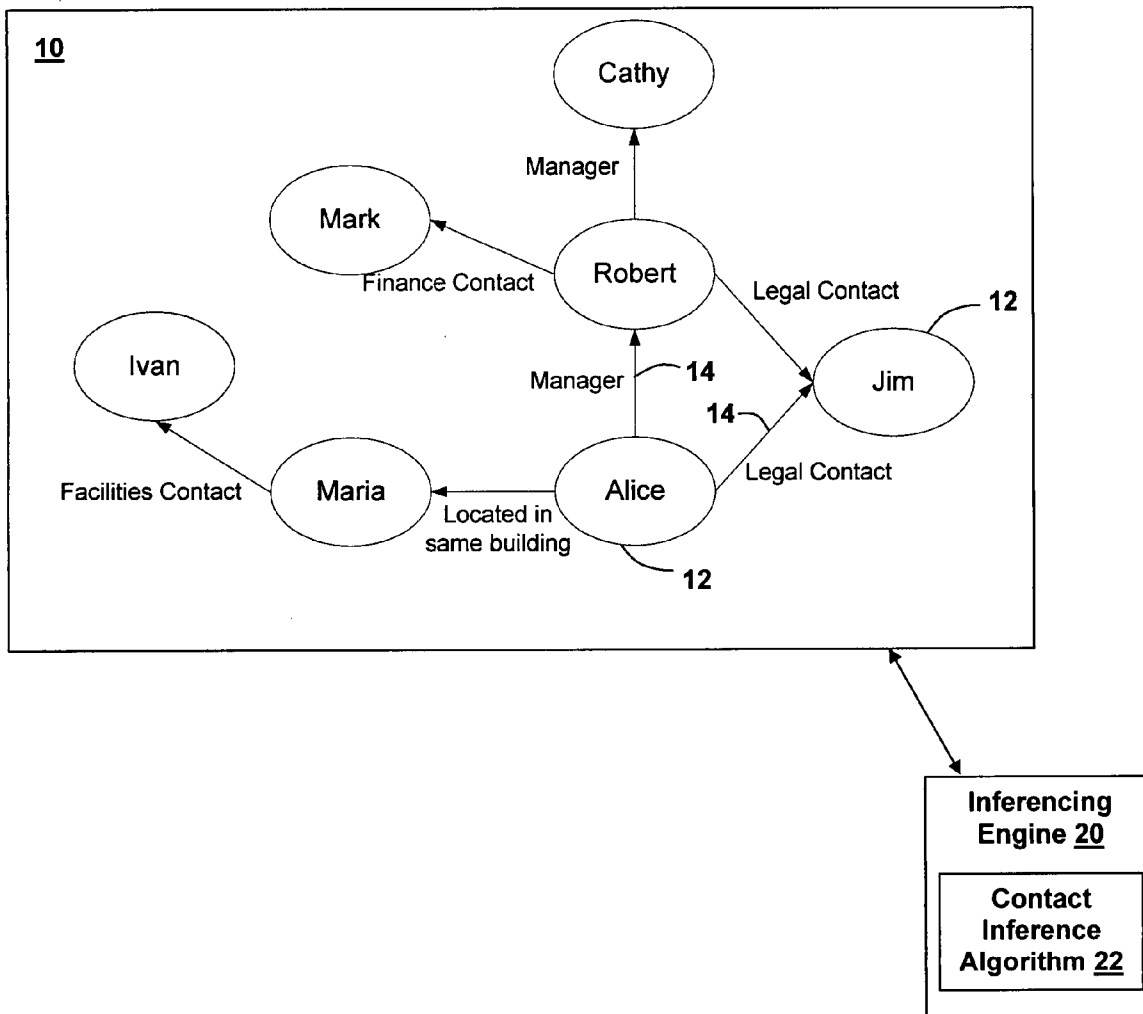 10
Cathy
Manager
Mark
Robert
Finance Contact
Legal Contact
12
Ivan
Manager
14
Jim
14
Legal Contact
Facilities Contact
Maria
Located in
same building
Alice
12
Inferencing
Engine 20
Contact
Inference
Algorithm 22